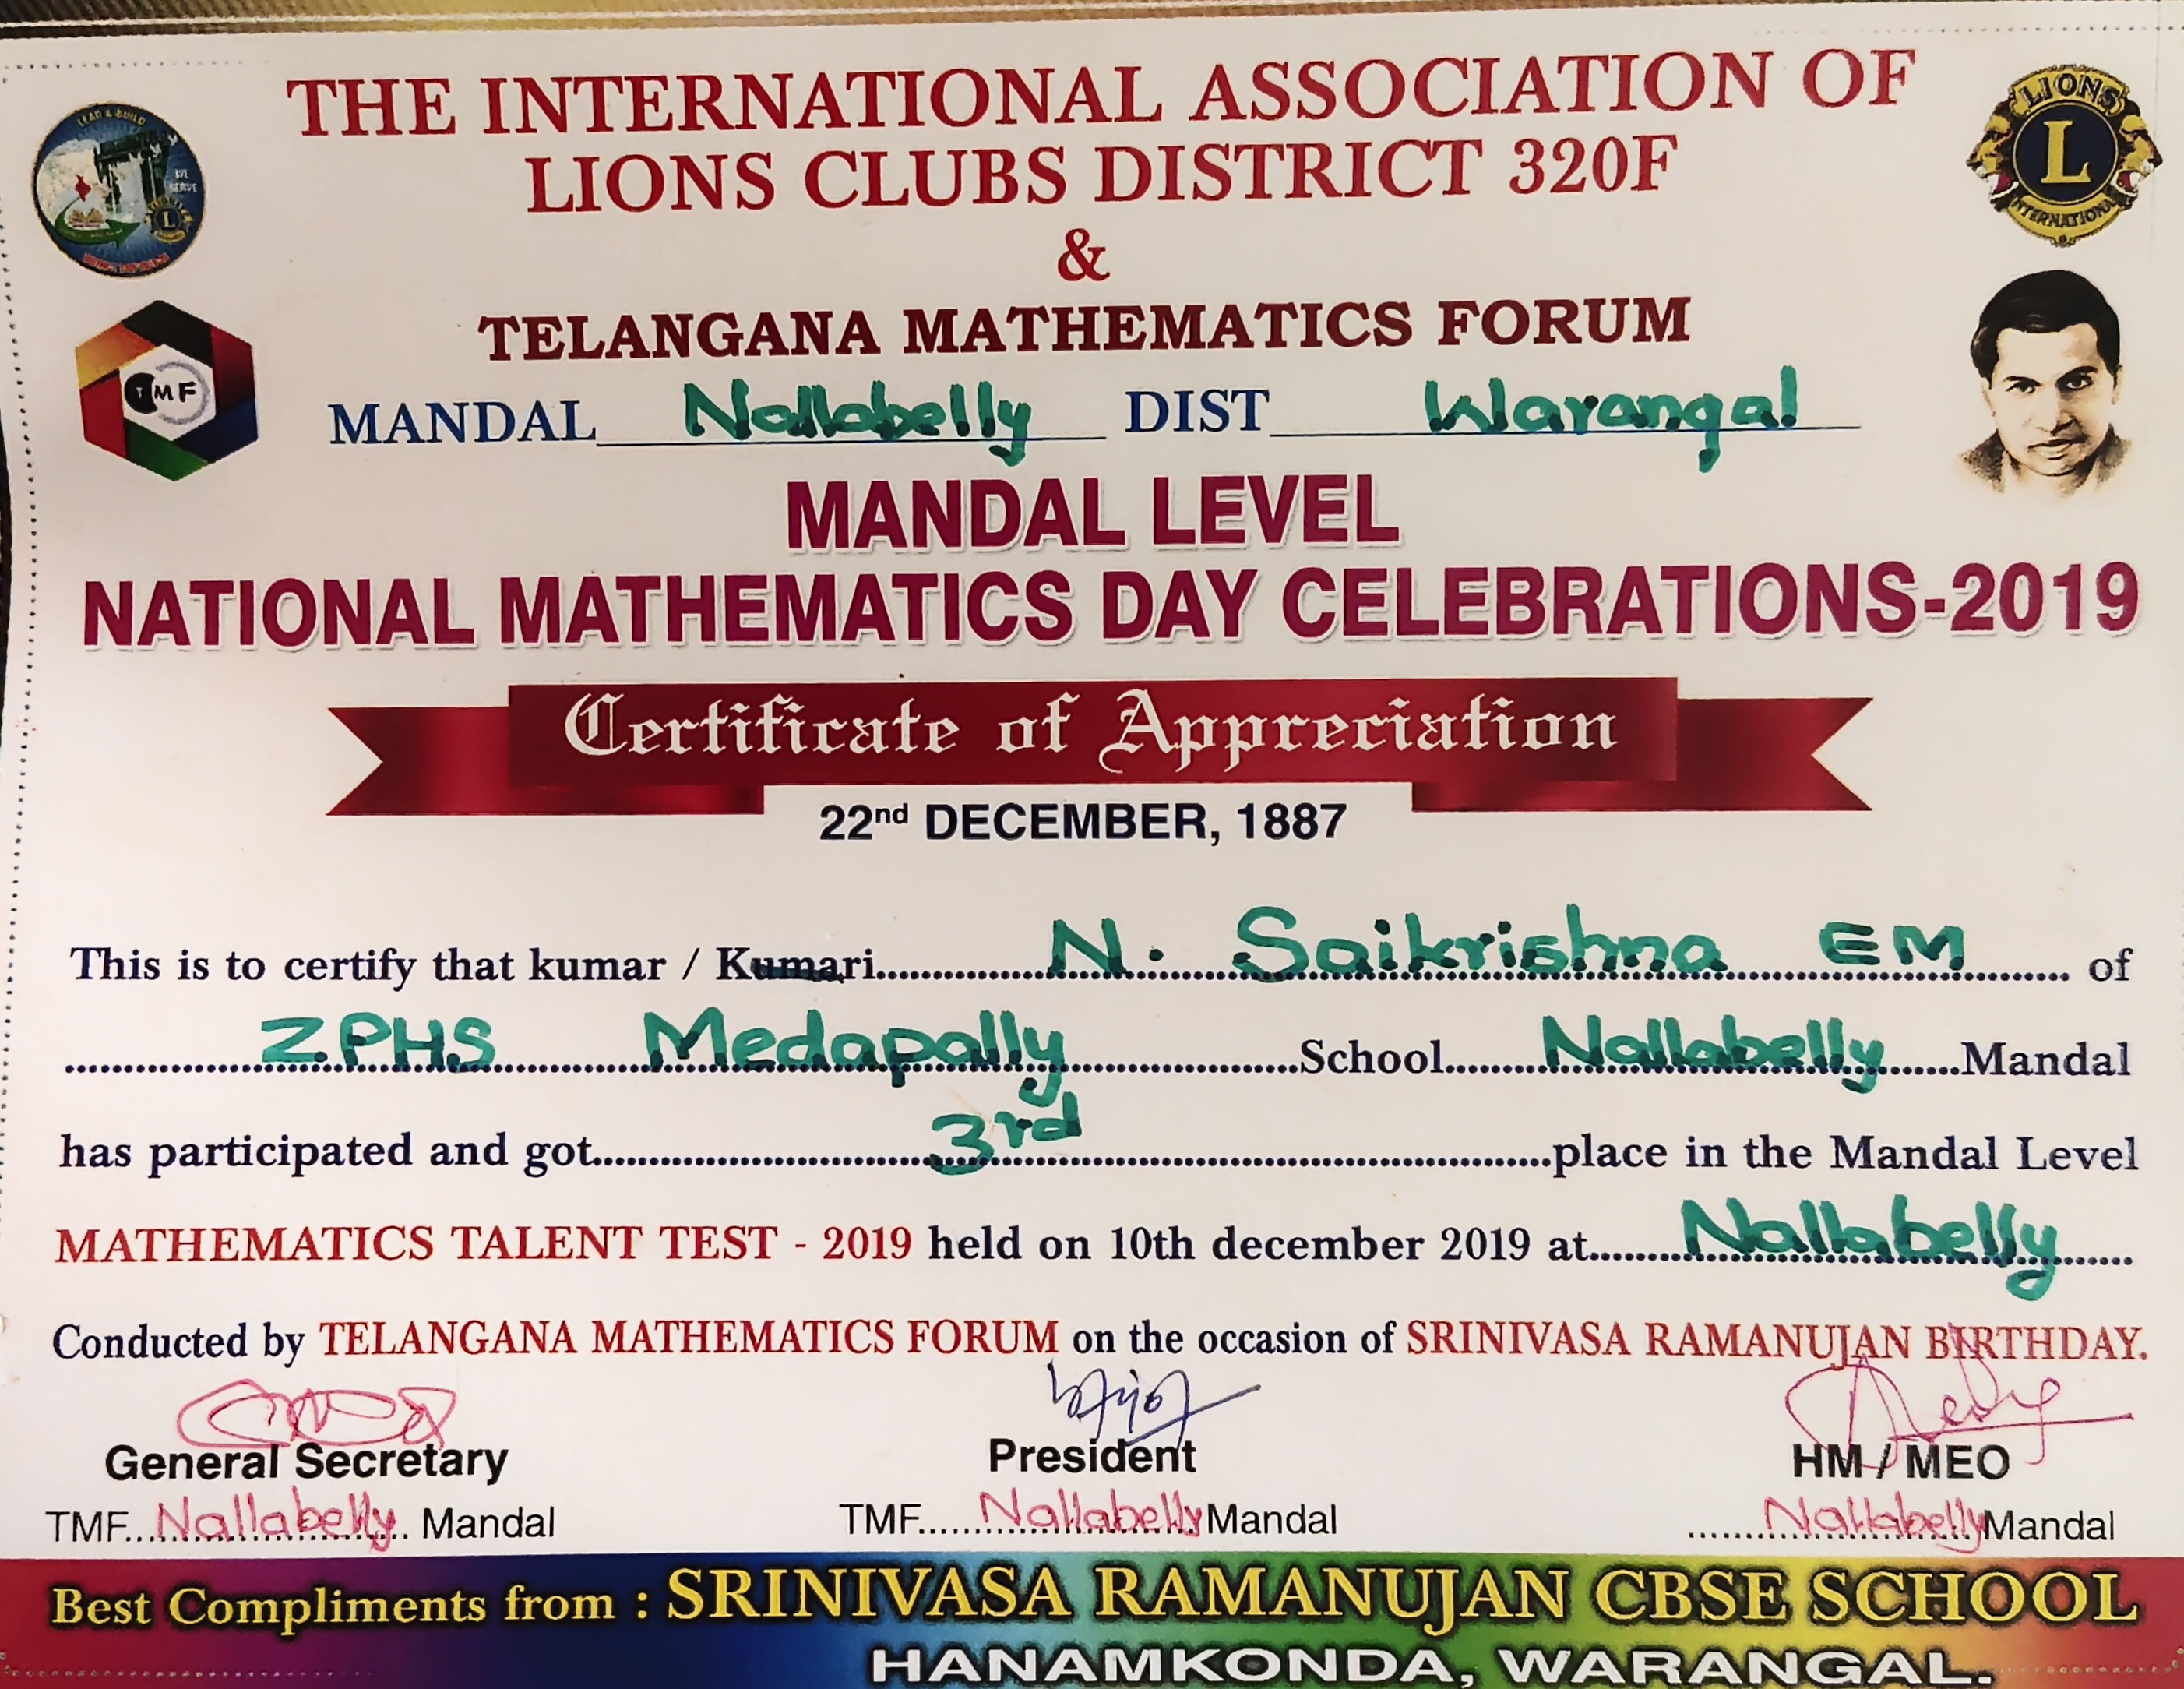 THE INTERNATIONAL ASSOCIATION OF
LIONS CLUBS DISTRICT 320F
&
TELANGANA MATHEMATICS FORUM
LEAD & BUILD
WE SERVE
L
LIONS
L
INTERNATIONAL
TMF
MANDAL Nallabelly DIST Warangal
MANDAL LEVEL
NATIONAL MATHEMATICS DAY CELEBRATIONS-2019
Certificate of Appreciation
22nd DECEMBER, 1887
This is to certify that kumar / Kumari N. Saikrishna EM of
ZPHS Medapally School Nallabelly Mandal
has participated and got 3rd place in the Mandal Level
MATHEMATICS TALENT TEST - 2019 held on 10th december 2019 at Nallabelly
Conducted by TELANGANA MATHEMATICS FORUM on the occasion of SRINIVASA RAMANUJAN BIRTHDAY.
General Secretary President HM / MEO
TMF Nallabelly Mandal TMF Nallabelly Mandal Nallabelly Mandal
Best Compliments from : SRINIVASA RAMANUJAN CBSE SCHOOL
HANAMKONDA, WARANGAL.